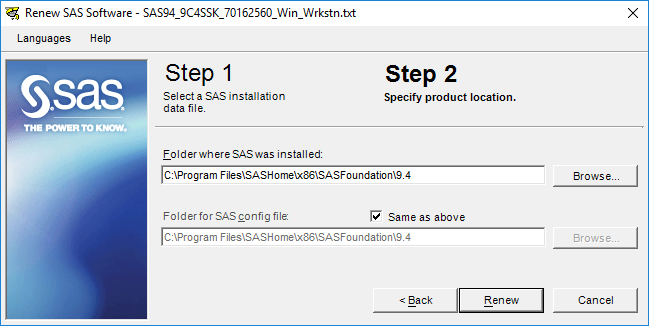 Renew SAS Software - SAS94_9C4SSK_70162560_Win_Wrkstn.txt
Languages Help
sas.
THE POWER TO KNOW.
Step 1
Select a SAS installation
data file.
Step 2
Specify product location.
Folder where SAS was installed:
C:\Program Files\SASHome\x86\SASFoundation\9.4
Browse...
Folder for SAS config file:
Same as above
C:\Program Files\SASHome\x86\SASFoundation\9.4
Browse...
< Back
Renew
Cancel